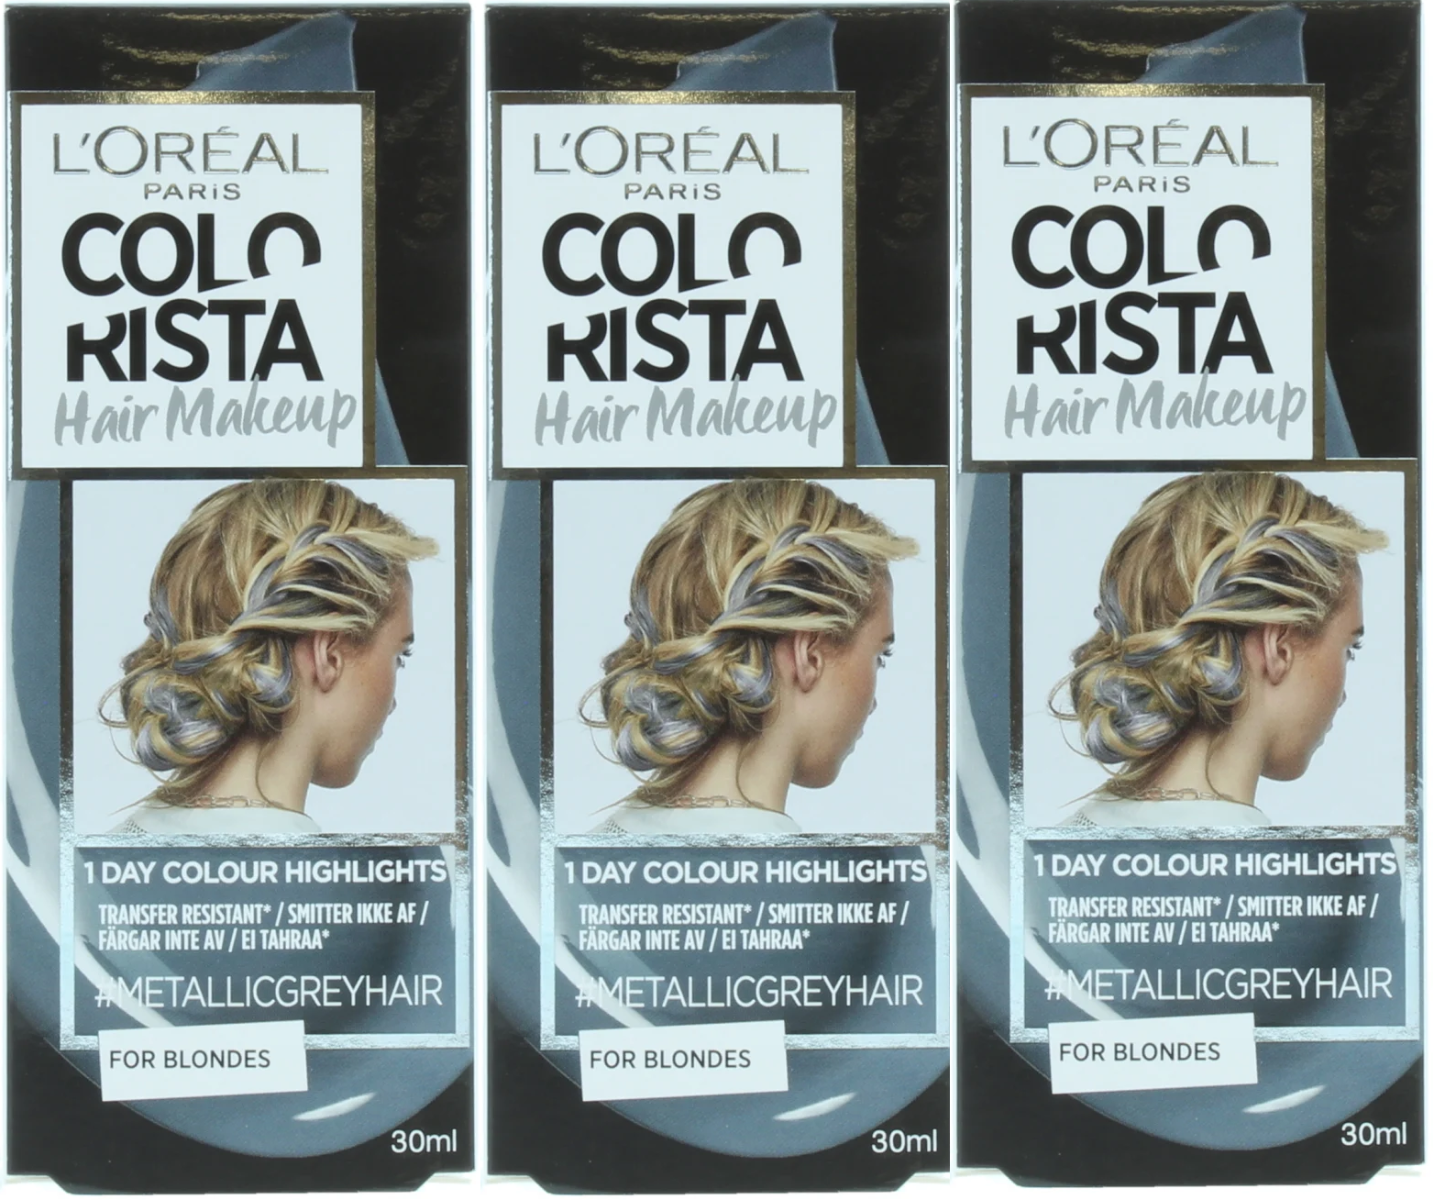 L'ORÉAL
PARiS
COLO
RISTA
Hair Makeup
1 DAY COLOUR HIGHLIGHTS
TRANSFER RESISTANT* / SMITTER IKKE AF /
FÄRGAR INTE AV / EI TAHRAA*
#METALLICGREYHAIR
FOR BLONDES
30ml
L'ORÉAL
PARiS
COLO
RISTA
Hair Makeup
1 DAY COLOUR HIGHLIGHTS
TRANSFER RESISTANT* / SMITTER IKKE AF /
FÄRGAR INTE AV / EI TAHRAA*
#METALLICGREYHAIR
FOR BLONDES
30ml
L'ORÉAL
PARiS
COLO
RISTA
Hair Makeup
1 DAY COLOUR HIGHLIGHTS
TRANSFER RESISTANT* / SMITTER IKKE AF /
FÄRGAR INTE AV / EI TAHRAA*
#METALLICGREYHAIR
FOR BLONDES
30ml